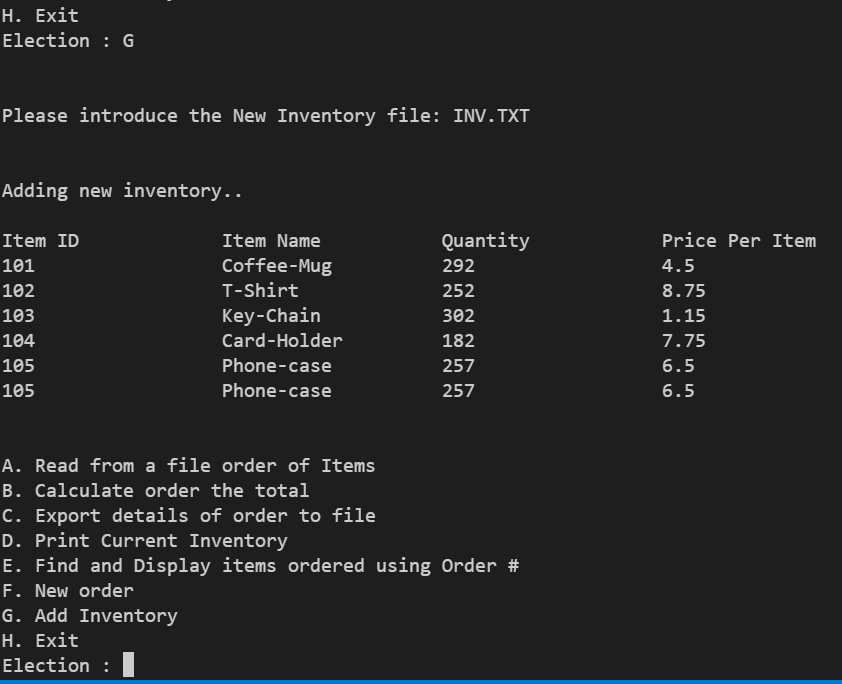 H. Exit
Election : G
Please introduce the New Inventory file: INV.TXT
Adding new inventory..
Item ID Item Name Quantity Price Per Item
101 Coffee-Mug 292 4.5
102 T-Shirt 252 8.75
103 Key-Chain 302 1.15
104 Card-Holder 182 7.75
105 Phone-case 257 6.5
105 Phone-case 257 6.5
A. Read from a file order of Items
B. Calculate order the total
C. Export details of order to file
D. Print Current Inventory
E. Find and Display items ordered using Order #
F. New order
G. Add Inventory
H. Exit
Election :